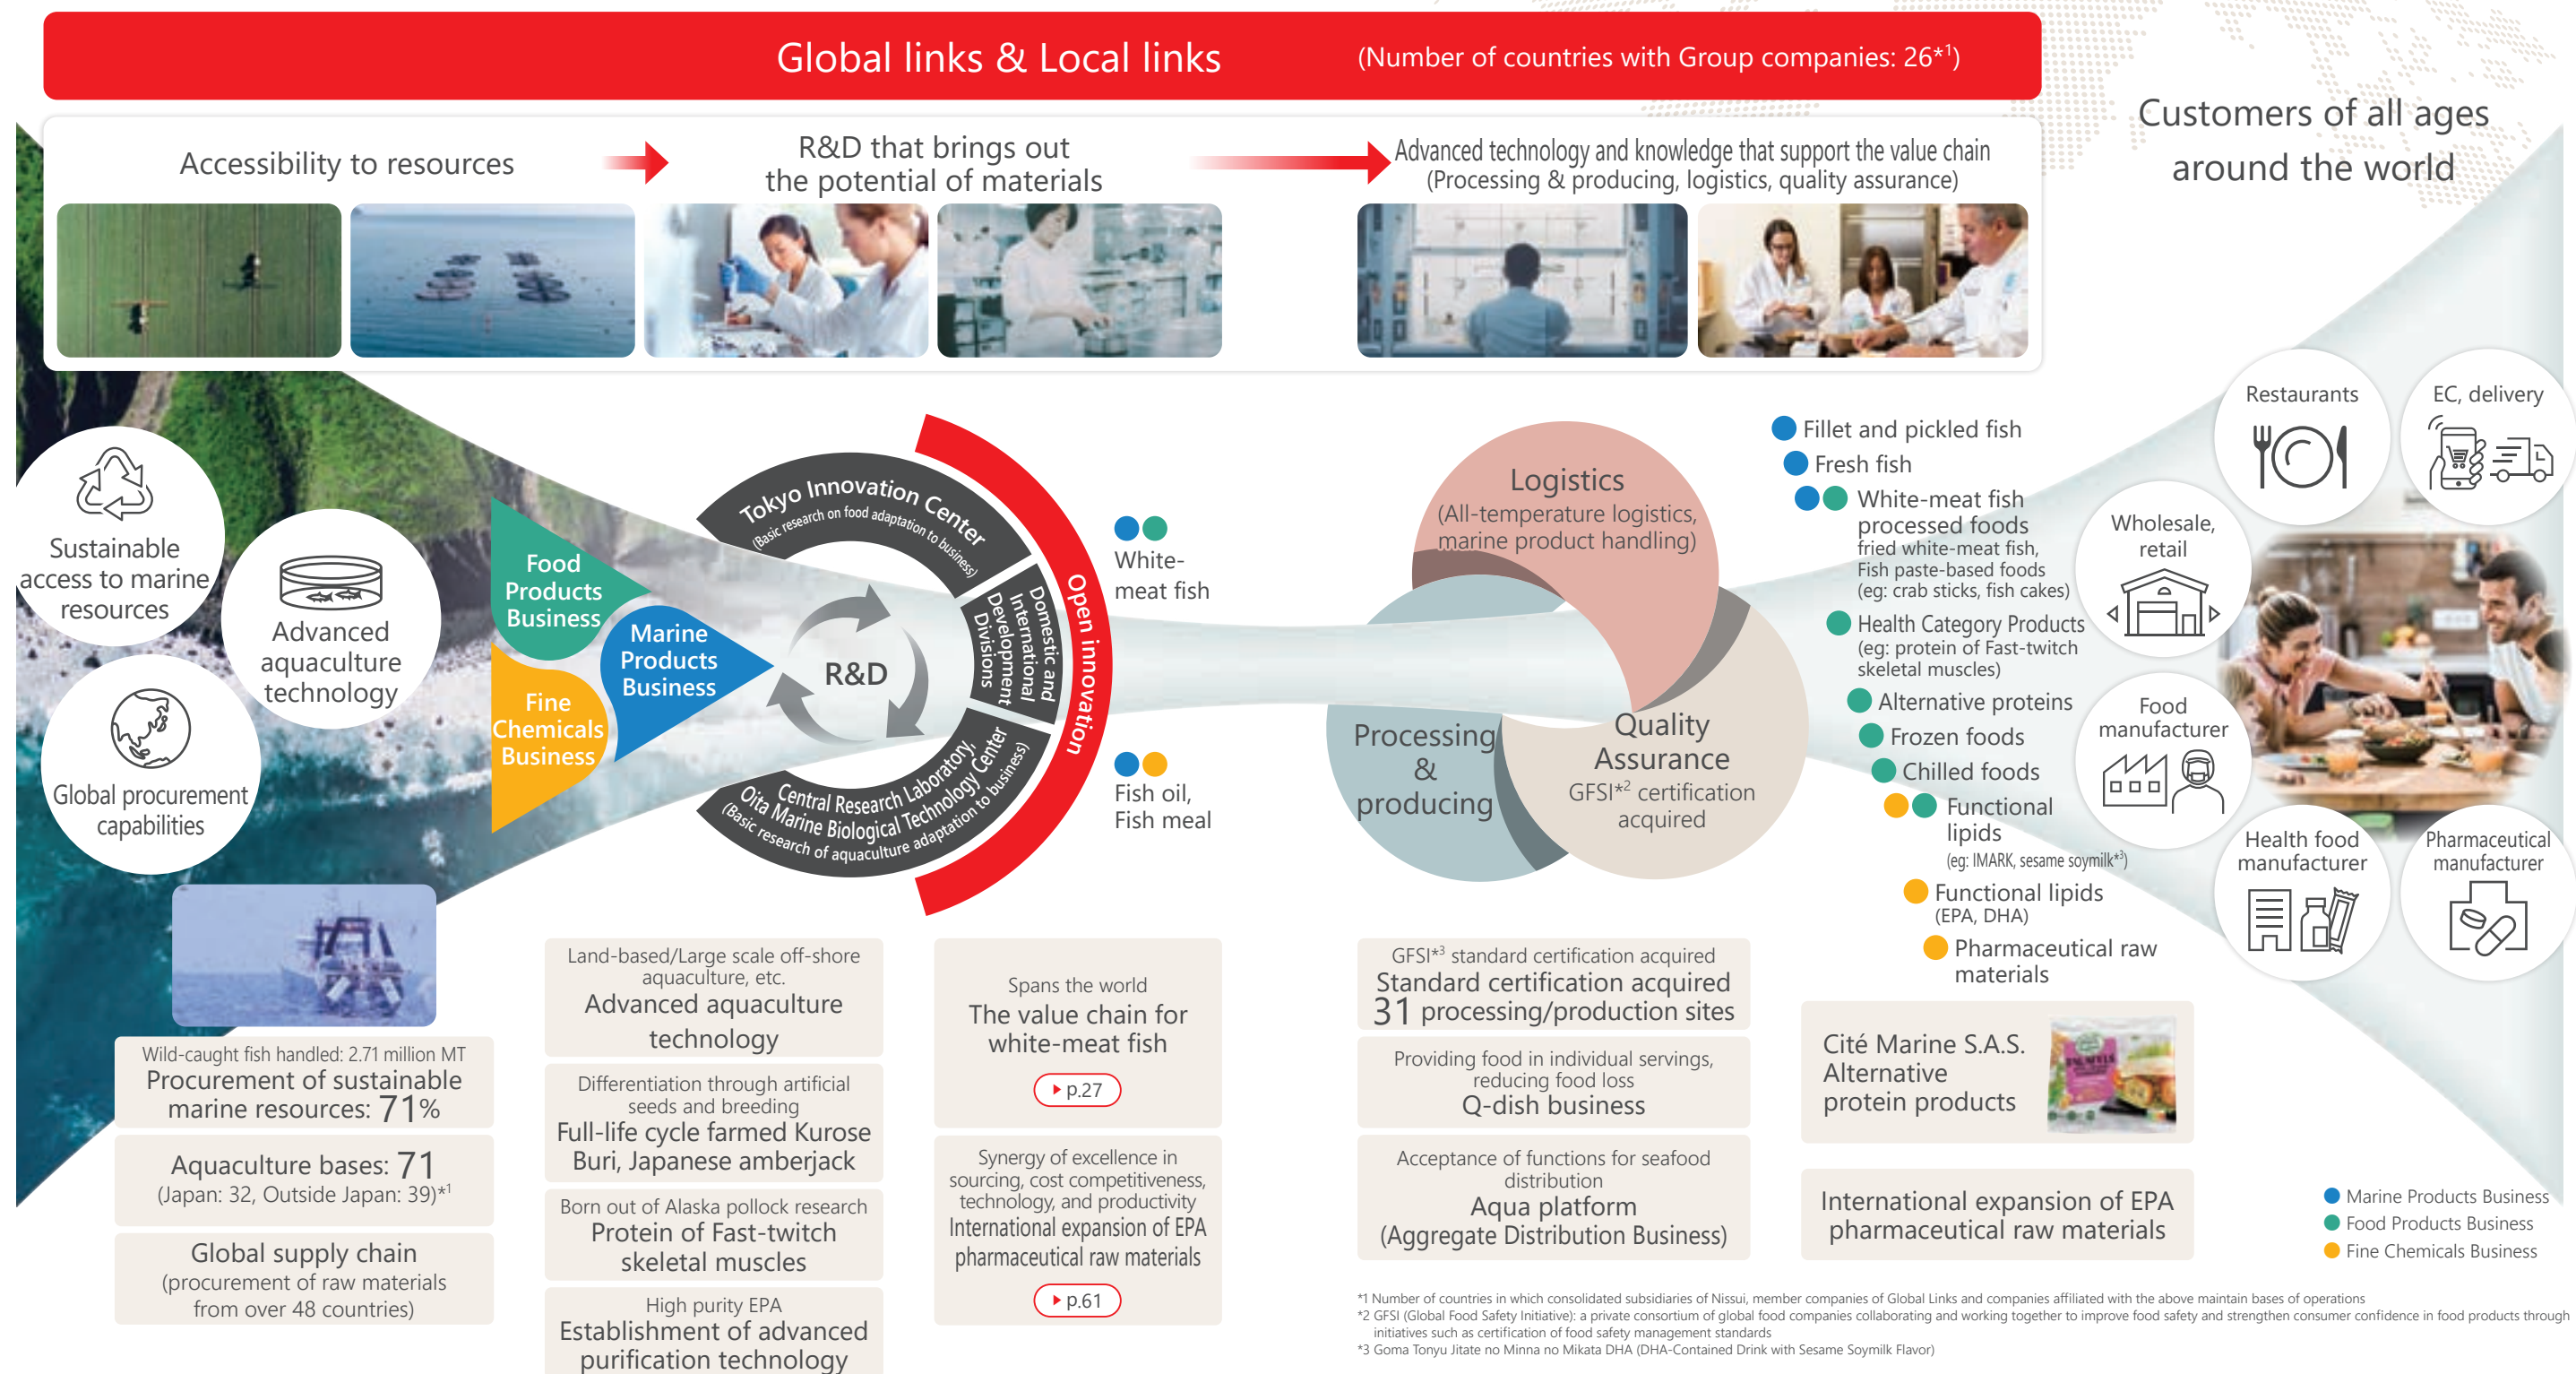 Global links & Local links
(Number of countries with Group companies: 26*1)
Customers of all ages
around the world
Accessibility to resources
R&D that brings out
the potential of materials
Advanced technology and knowledge that support the value chain
(Processing & producing, logistics, quality assurance)
Sustainable
access to marine
resources
Advanced
aquaculture
technology
Global procurement
capabilities
Food
Products
Business
Marine
Products
Business
Fine
Chemicals
Business
R&D
Tokyo Innovation Center
(Basic research on food adaptation to business)
Domestic and
International
Development
Divisions
Central Research Laboratory,
Oita Marine Biological Technology Center
(Basic research of aquaculture adaptation to business)
Open innovation
White-
meat fish
Fish oil,
Fish meal
Logistics
(All-temperature logistics,
marine product handling)
Processing
&
producing
Quality
Assurance
GFSI*2 certification
acquired
Fillet and pickled fish
Fresh fish
White-meat fish
processed foods
fried white-meat fish,
Fish paste-based foods
(eg: crab sticks, fish cakes)
Health Category Products
(eg: protein of Fast-twitch
skeletal muscles)
Alternative proteins
Frozen foods
Chilled foods
Functional
lipids
(eg: IMARK, sesame soymilk*3)
Functional lipids
(EPA, DHA)
Pharmaceutical raw
materials
Restaurants
EC, delivery
Wholesale,
retail
Food
manufacturer
Health food
manufacturer
Pharmaceutical
manufacturer
Wild-caught fish handled: 2.71 million MT
Procurement of sustainable
marine resources: 71%
Aquaculture bases: 71
(Japan: 32, Outside Japan: 39)*1
Global supply chain
(procurement of raw materials
from over 48 countries)
Land-based/Large scale off-shore
aquaculture, etc.
Advanced aquaculture
technology
Differentiation through artificial
seeds and breeding
Full-life cycle farmed Kurose
Buri, Japanese amberjack
Born out of Alaska pollock research
Protein of Fast-twitch
skeletal muscles
High purity EPA
Establishment of advanced
purification technology
Spans the world
The value chain for
white-meat fish
p.27
Synergy of excellence in
sourcing, cost competitiveness,
technology, and productivity
International expansion of EPA
pharmaceutical raw materials
p.61
GFSI*3 standard certification acquired
Standard certification acquired
31 processing/production sites
Providing food in individual servings,
reducing food loss
Q-dish business
Acceptance of functions for seafood
distribution
Aqua platform
(Aggregate Distribution Business)
Cité Marine S.A.S.
Alternative
protein products
International expansion of EPA
pharmaceutical raw materials
Marine Products Business
Food Products Business
Fine Chemicals Business
*1 Number of countries in which consolidated subsidiaries of Nissui, member companies of Global Links and companies affiliated with the above maintain bases of operations
*2 GFSI (Global Food Safety Initiative): a private consortium of global food companies collaborating and working together to improve food safety and strengthen consumer confidence in food products through
initiatives such as certification of food safety management standards
*3 Goma Tonyu Jitate no Minna no Mikata DHA (DHA-Contained Drink with Sesame Soymilk Flavor)